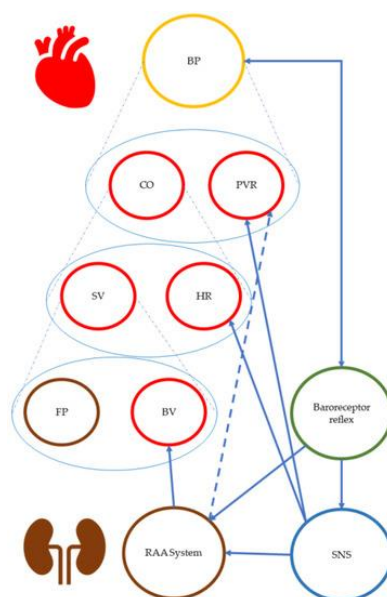 BP
CO
PVR
SV
HR
FP
BV
Baroreceptor
reflex
RAA System
SNS